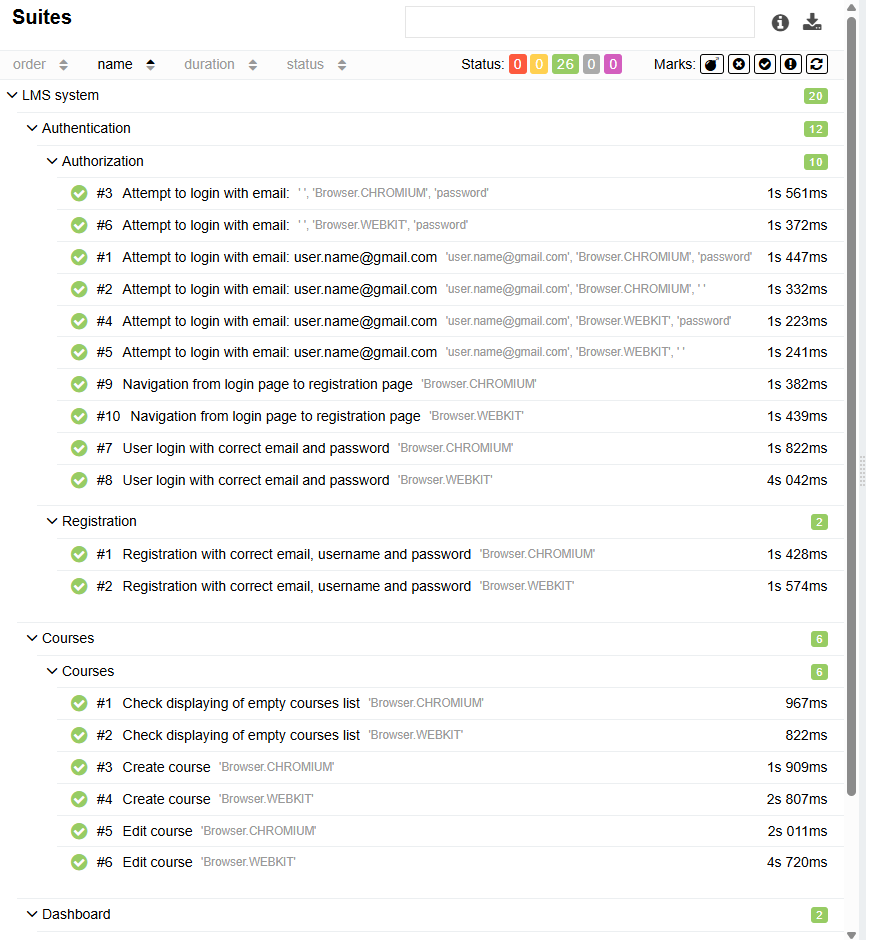 Suites
order name duration status Status: 0 0 26 0 0 Marks:
LMS system 20
Authentication 12
Authorization 10
#3 Attempt to login with email: ' ', 'Browser.CHROMIUM', 'password' 1s 561ms
#6 Attempt to login with email: ' ', 'Browser.WEBKIT', 'password' 1s 372ms
#1 Attempt to login with email: user.name@gmail.com 'user.name@gmail.com', 'Browser.CHROMIUM', 'password' 1s 447ms
#2 Attempt to login with email: user.name@gmail.com 'user.name@gmail.com', 'Browser.CHROMIUM', ' ' 1s 332ms
#4 Attempt to login with email: user.name@gmail.com 'user.name@gmail.com', 'Browser.WEBKIT', 'password' 1s 223ms
#5 Attempt to login with email: user.name@gmail.com 'user.name@gmail.com', 'Browser.WEBKIT', ' ' 1s 241ms
#9 Navigation from login page to registration page 'Browser.CHROMIUM' 1s 382ms
#10 Navigation from login page to registration page 'Browser.WEBKIT' 1s 439ms
#7 User login with correct email and password 'Browser.CHROMIUM' 1s 822ms
#8 User login with correct email and password 'Browser.WEBKIT' 4s 042ms
Registration 2
#1 Registration with correct email, username and password 'Browser.CHROMIUM' 1s 428ms
#2 Registration with correct email, username and password 'Browser.WEBKIT' 1s 574ms
Courses 6
Courses 6
#1 Check displaying of empty courses list 'Browser.CHROMIUM' 967ms
#2 Check displaying of empty courses list 'Browser.WEBKIT' 822ms
#3 Create course 'Browser.CHROMIUM' 1s 909ms
#4 Create course 'Browser.WEBKIT' 2s 807ms
#5 Edit course 'Browser.CHROMIUM' 2s 011ms
#6 Edit course 'Browser.WEBKIT' 4s 720ms
Dashboard 2